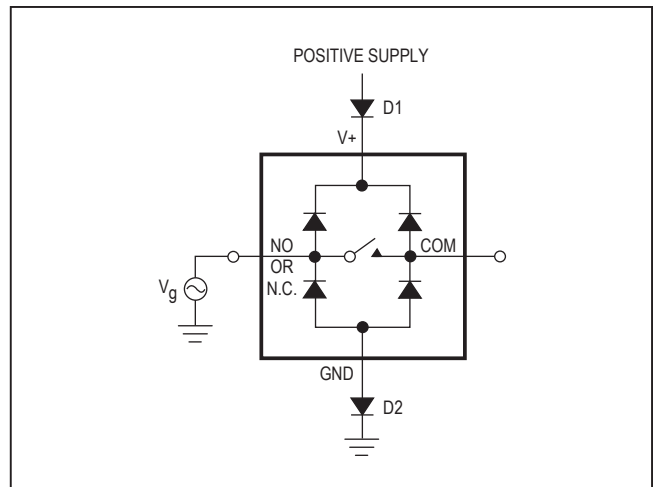 POSITIVE SUPPLY
D1
V+
NO
COM
OR
N.C.
Vg
GND
D2